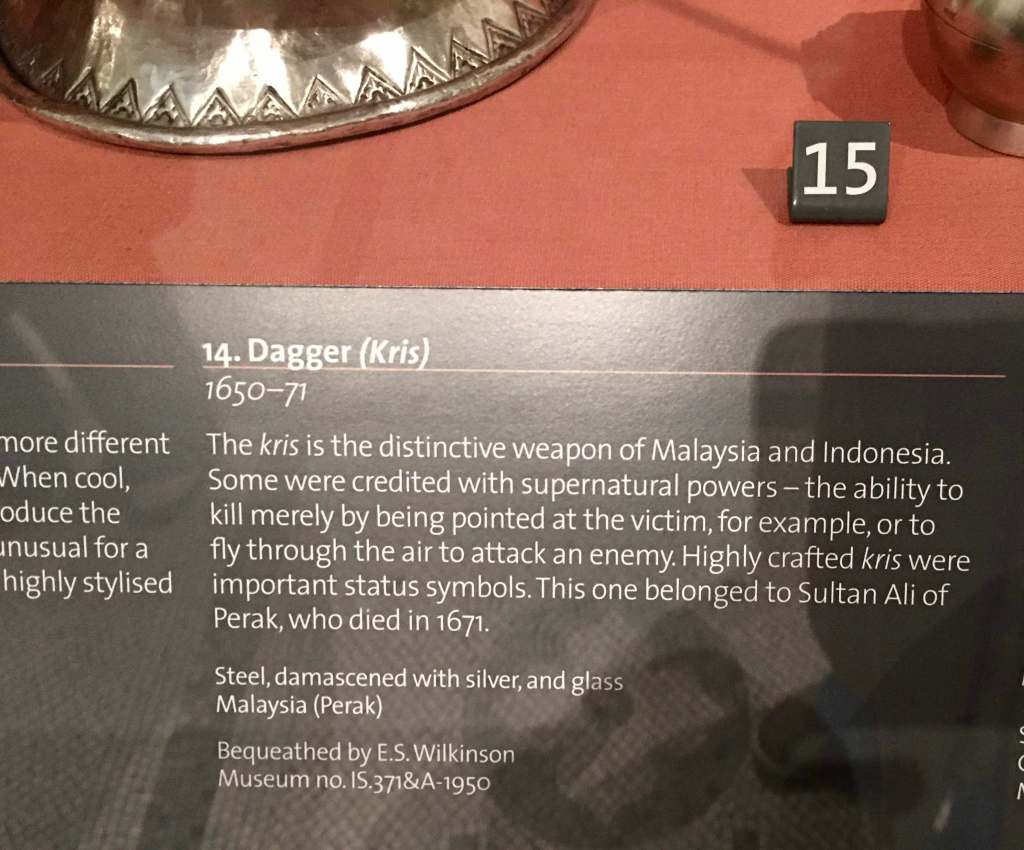 15
14. Dagger (Kris)
1650–71
more different
When cool,
oduce the
unusual for a
highly stylised
The kris is the distinctive weapon of Malaysia and Indonesia.
Some were credited with supernatural powers – the ability to
kill merely by being pointed at the victim, for example, or to
fly through the air to attack an enemy. Highly crafted kris were
important status symbols. This one belonged to Sultan Ali of
Perak, who died in 1671.
Steel, damascened with silver, and glass
Malaysia (Perak)
Bequeathed by E.S. Wilkinson
Museum no. IS.371&A-1950